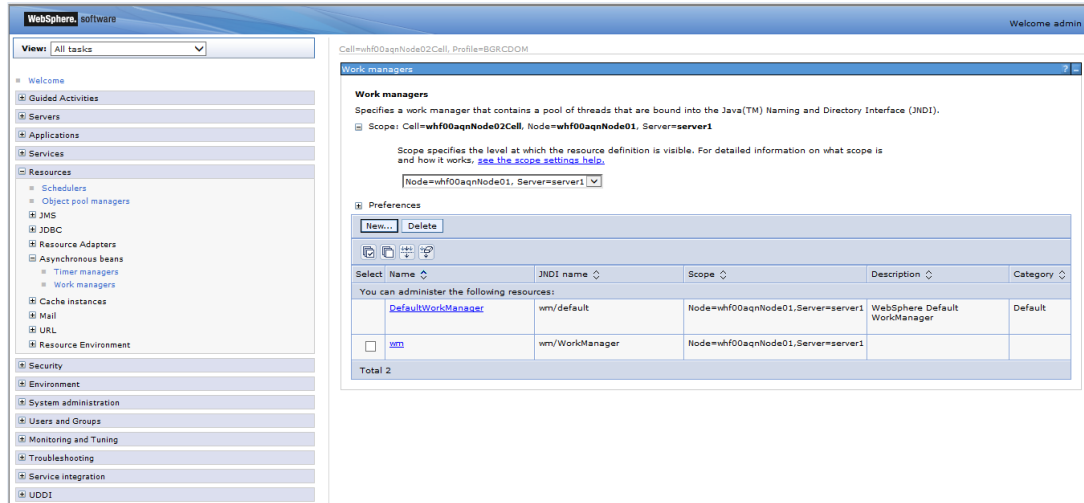 WebSphere. software
Welcome admin
View: All tasks
Cell=whf00aqnNode02Cell, Profile=BGRCDOM
Welcome
Guided Activities
Servers
Applications
Services
Resources
Schedulers
Object pool managers
JMS
JDBC
Resource Adapters
Asynchronous beans
Timer managers
Work managers
Cache instances
Mail
URL
Resource Environment
Security
Environment
System administration
Users and Groups
Monitoring and Tuning
Troubleshooting
Service integration
UDDI
Work managers
? -
Work managers
Specifies a work manager that contains a pool of threads that are bound into the Java(TM) Naming and Directory Interface (JNDI).
Scope: Cell=whf00aqnNode02Cell, Node=whf00aqnNode01, Server=server1
Scope specifies the level at which the resource definition is visible. For detailed information on what scope is
and how it works, see the scope settings help.
Node=whf00aqnNode01, Server=server1
Preferences
New... Delete
Select Name JNDI name Scope Description Category
You can administer the following resources:
DefaultWorkManager wm/default Node=whf00aqnNode01,Server=server1 WebSphere Default Default
WorkManager
wm wm/WorkManager Node=whf00aqnNode01,Server=server1
Total 2